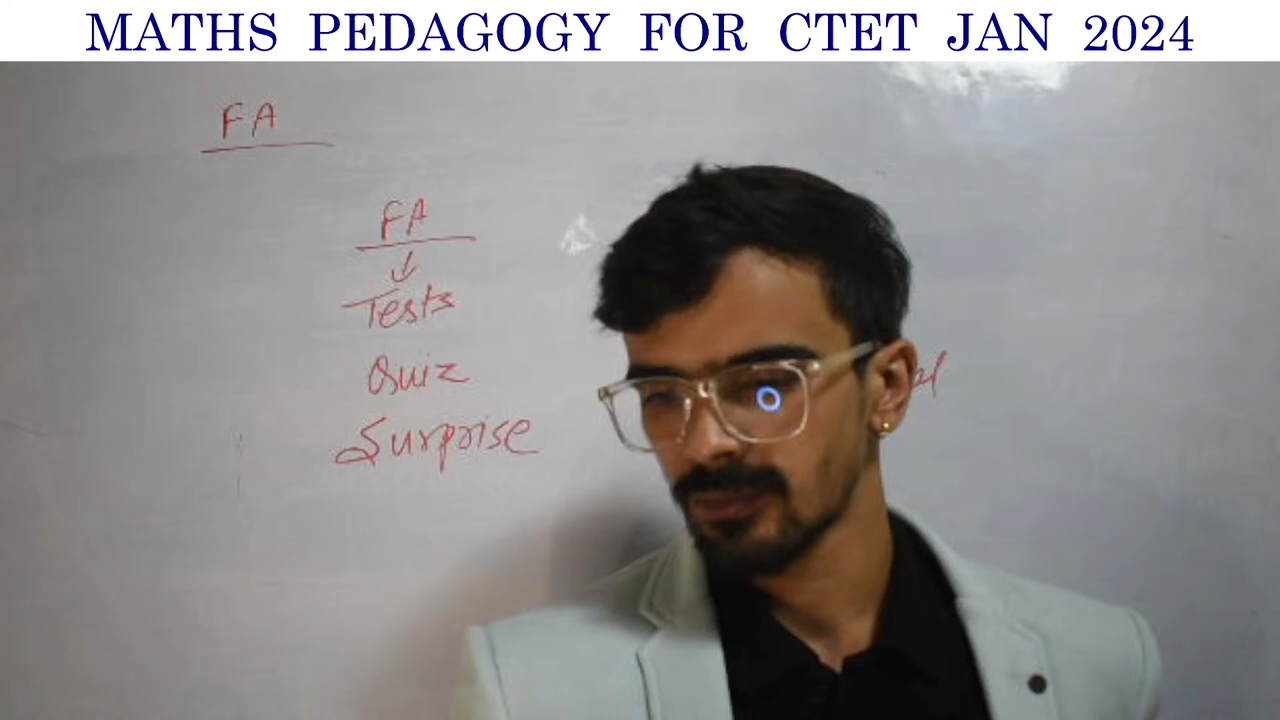 MATHS PEDAGOGY FOR CTET JAN 2024
FA
FA
Tests
Quiz
Surprise